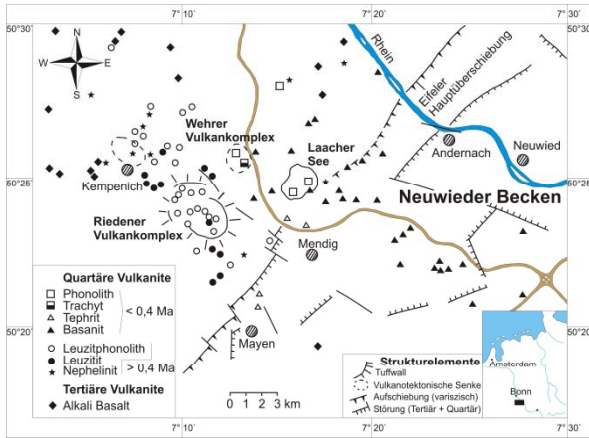 7°10'
7°20'
7°30'
50°30'
50°30'
N
W E
S
Rhein
Eifeler
Hauptüberschiebung
Wehrer
Vulkankomplex
Laacher
See
Andernach
Neuwied
Kempenich
50°26'
50°26'
Neuwieder Becken
Riedener
Vulkankomplex
Mendig
Quartäre Vulkanite
Phonolith
Trachyt
Tephrit
Basanit
< 0,4 Ma
Leuzitphonolith
Leuzitit
Nephelinit
> 0,4 Ma
Tertiäre Vulkanite
Alkali Basalt
50°20'
50°20'
Mayen
0 1 2 3 km
Strukturelemente
Tuffwall
Vulkanotektonische Senke
Aufschiebung (variszisch)
Störung (Tertiär + Quartär)
Amsterdam
Bonn
7°10'
7°20'
7°30'